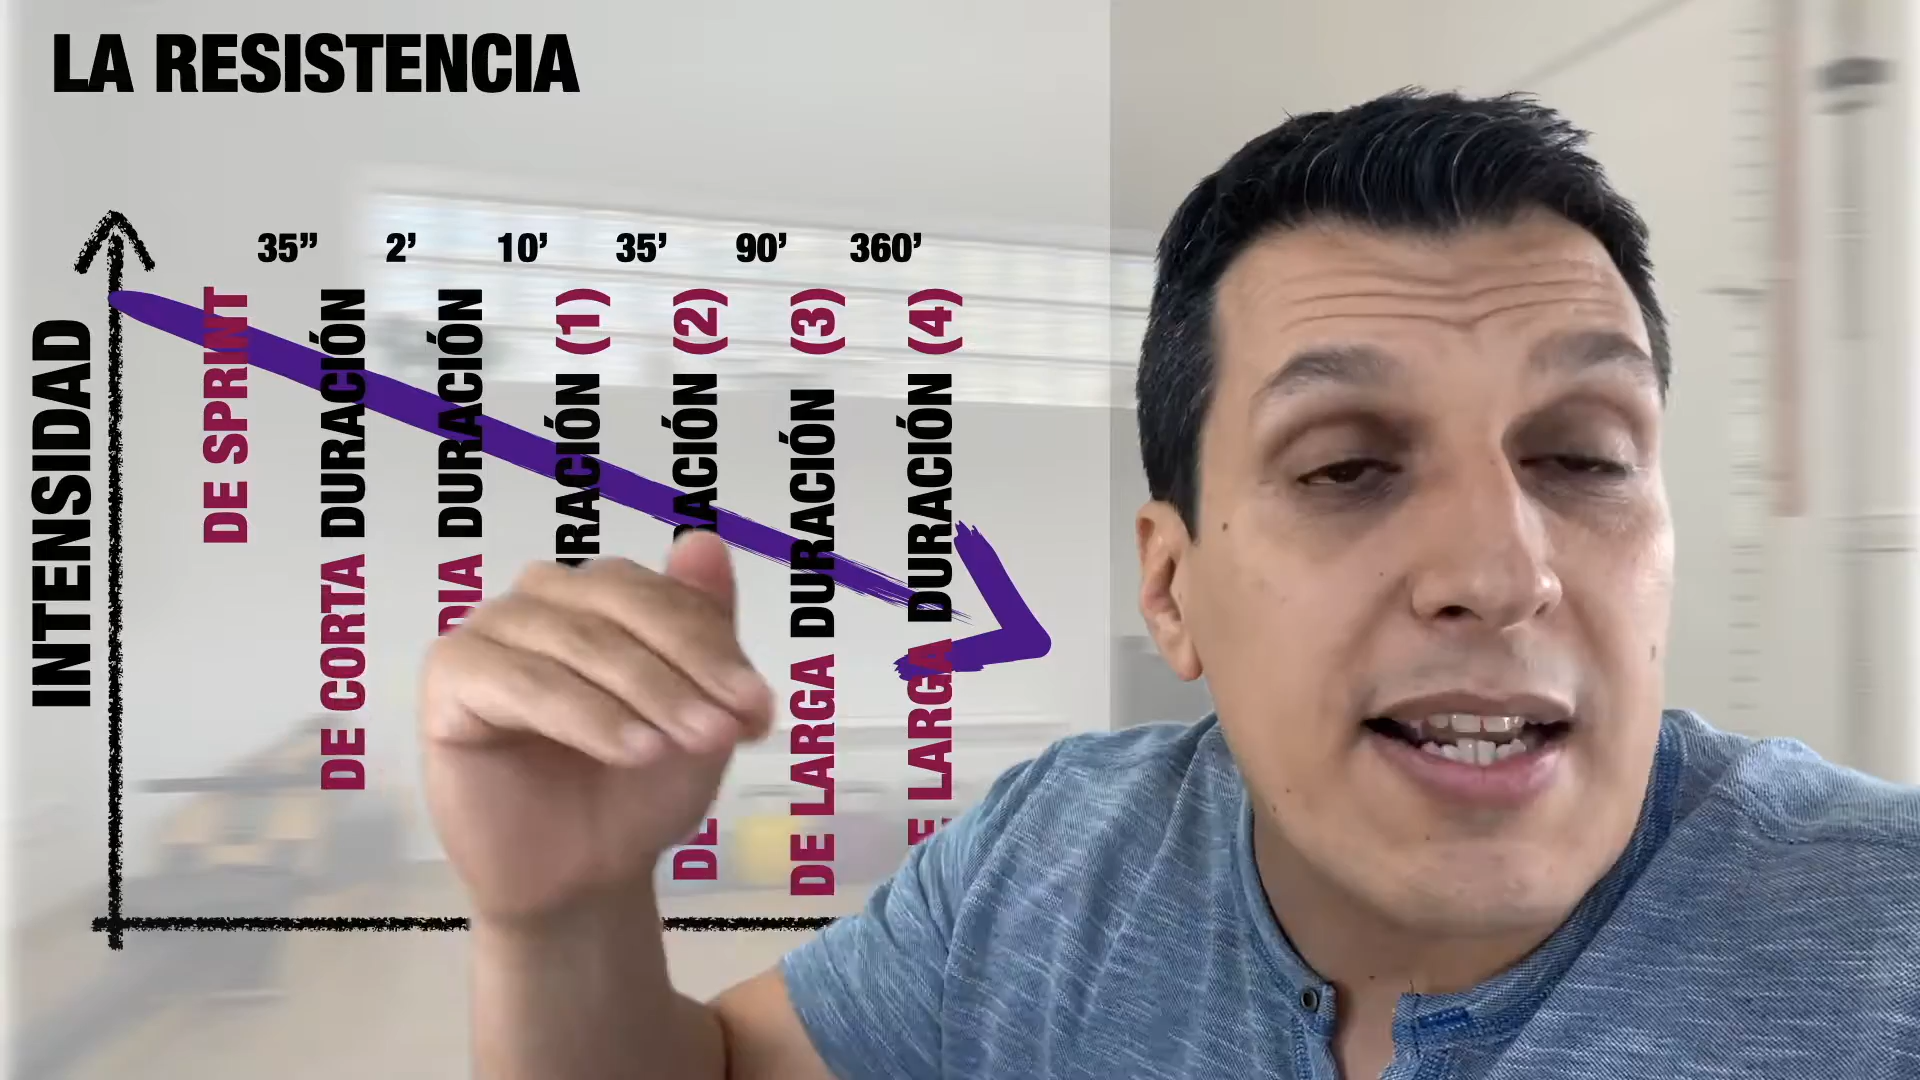 LA RESISTENCIA
35” 2’ 10’ 35’ 90’ 360’
INTENSIDAD
DE SPRINT
DE CORTA DURACIÓN
DURACIÓN
(1)
(2)
DE LARGA DURACIÓN (3)
LARGA DURACIÓN (4)